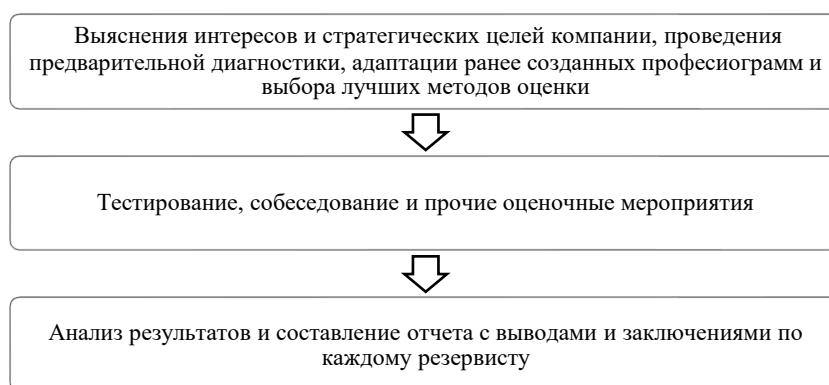 Выяснения интересов и стратегических целей компании, проведения
предварительной диагностики, адаптации ранее созданных професиограмм и
выбора лучших методов оценки
Тестирование, собеседование и прочие оценочные мероприятия
Анализ результатов и составление отчета с выводами и заключениями по
каждому резервисту